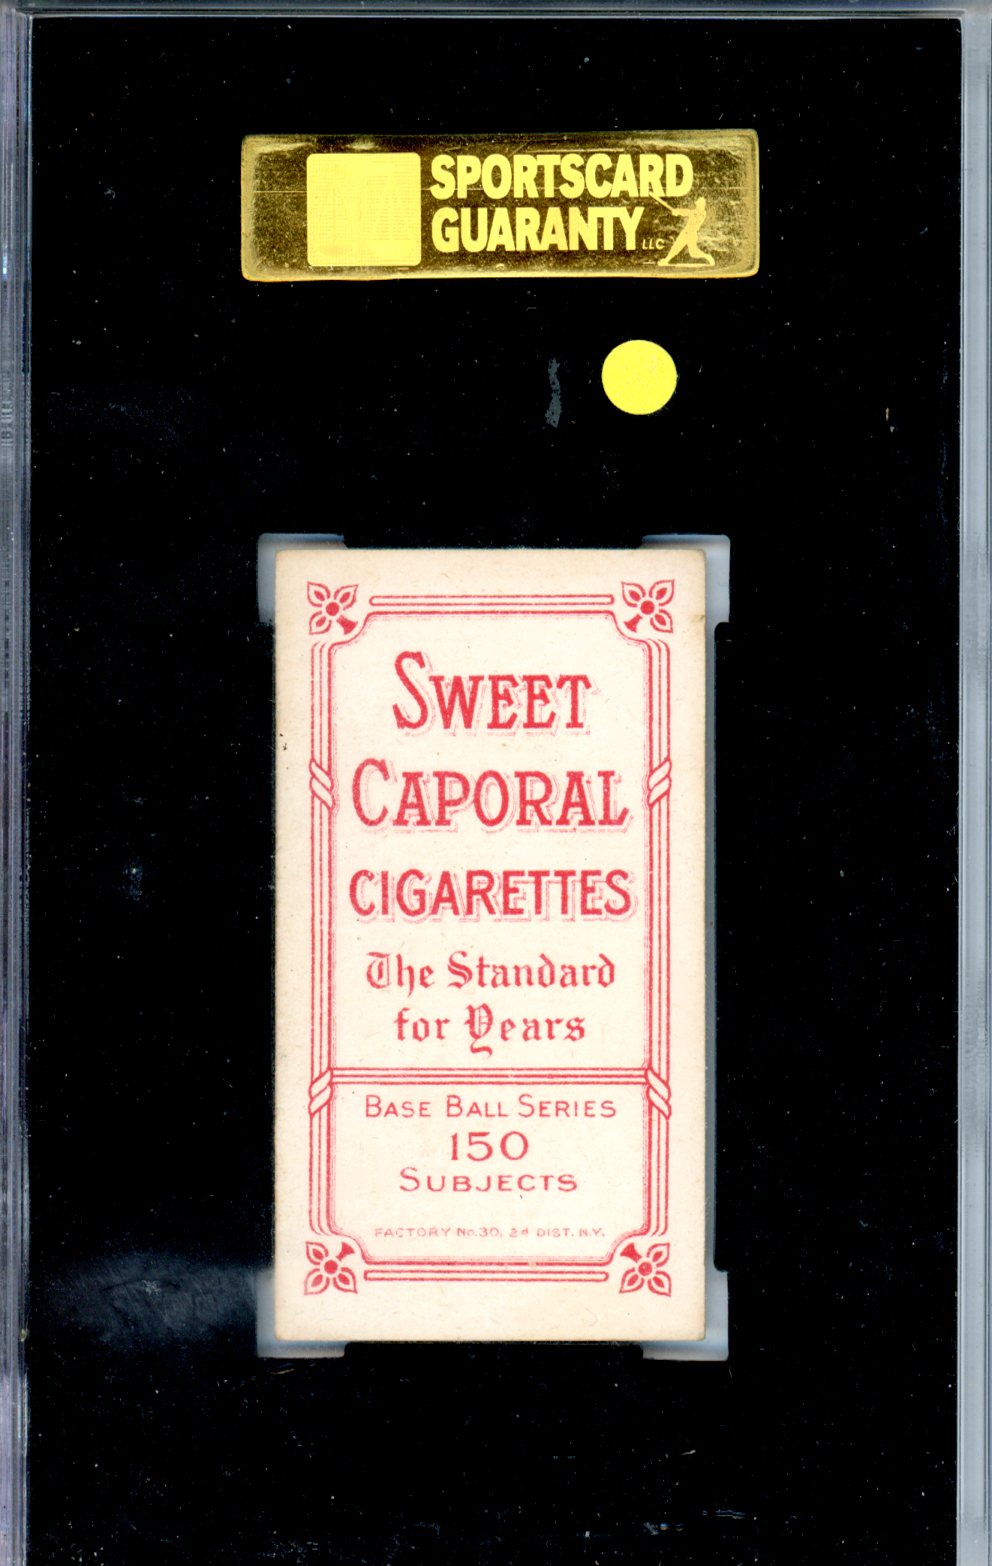 SPORTSCARD
GUARANTY LLC
SWEET
CAPORAL
CIGARETTES
The Standard
for Years
BASE BALL SERIES
150
SUBJECTS
FACTORY No. 30, 2d DIST. N.Y.